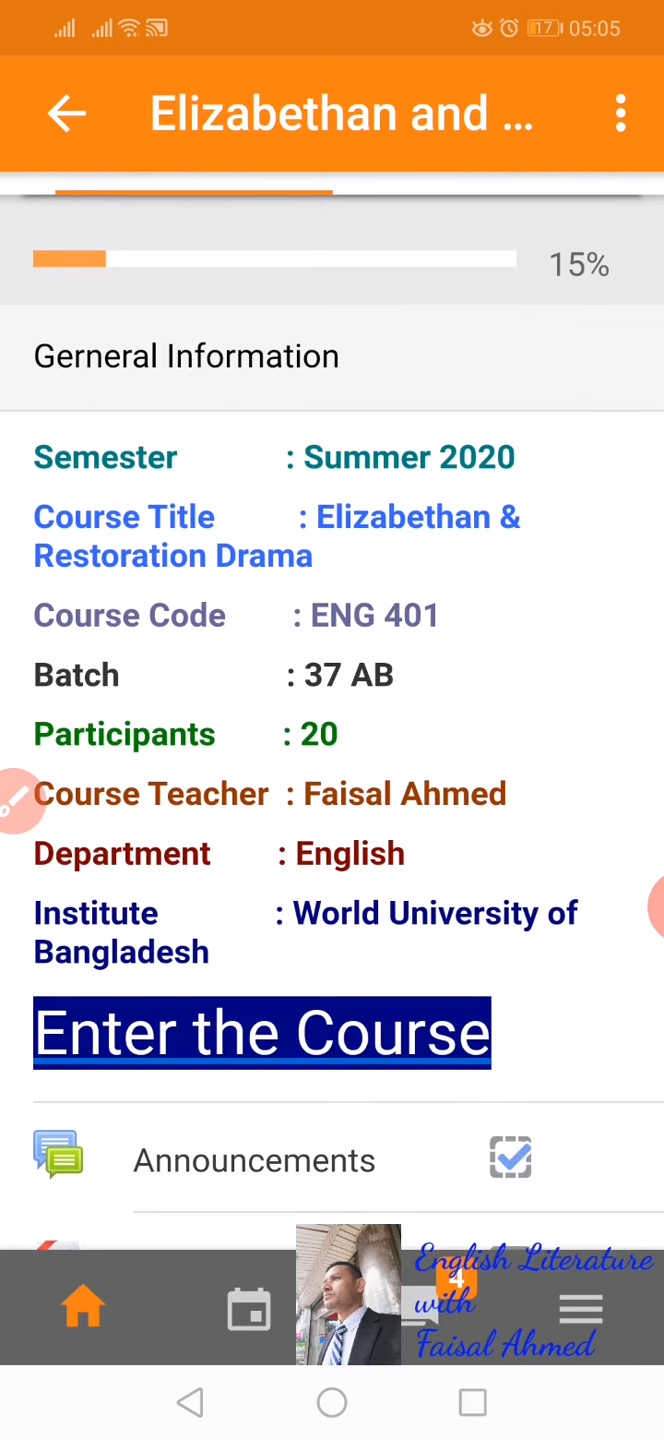 17 05:05
Elizabethan and ...
15%
Gerneral Information
Semester : Summer 2020
Course Title : Elizabethan &
Restoration Drama
Course Code : ENG 401
Batch : 37 AB
Participants : 20
Course Teacher : Faisal Ahmed
Department : English
Institute : World University of
Bangladesh
Enter the Course
Announcements
4
English Literature
with
Faisal Ahmed